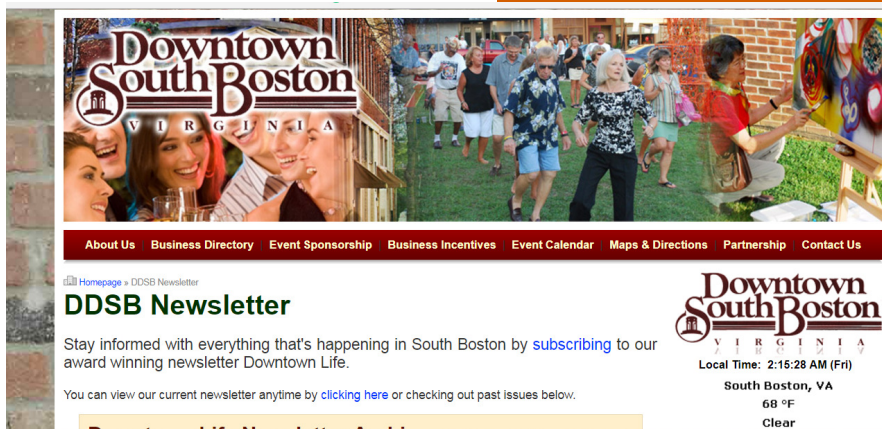 Downtown
South Boston
VIRGINIA
About Us Business Directory Event Sponsorship Business Incentives Event Calendar Maps & Directions Partnership Contact Us
Homepage » DDSB Newsletter
DDSB Newsletter
Stay informed with everything that's happening in South Boston by subscribing to our
award winning newsletter Downtown Life.
You can view our current newsletter anytime by clicking here or checking out past issues below.
Downtown
South Boston
VIRGINIA
Local Time: 2:15:28 AM (Fri)
South Boston, VA
68 °F
Clear